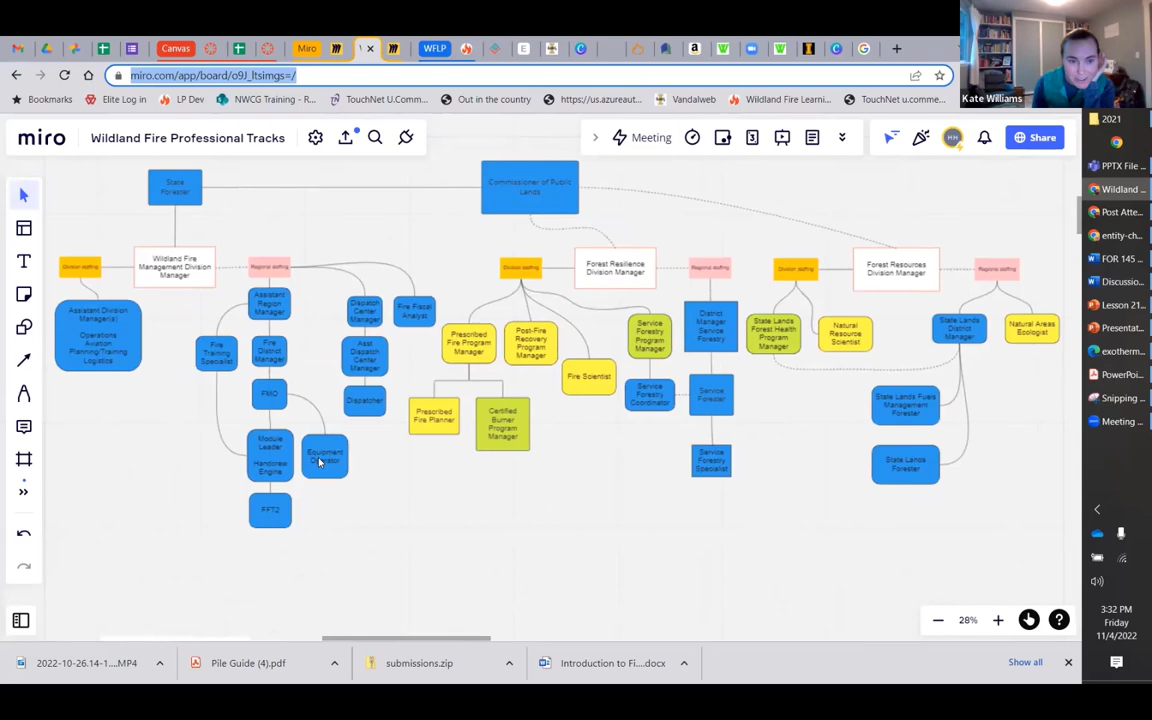 Canvas
Miro
WFLP
miro.com/app/board/o9J_ltsimgs=/
Bookmarks
Elite Log in
LP Dev
NWCG Training - R...
TouchNet U.Comm...
Out in the country
https://us.azureaut...
Vandalweb
Wildland Fire Learni...
TouchNet u.comme...
Kate Williams
miro
Wildland Fire Professional Tracks
Meeting
3
HH
Share
2021
PPTX File ...
Wildland ...
Post Atte...
entity-ch...
FOR 145 ...
Discussio...
Lesson 21...
Presentat...
exotherm...
PowerPoi...
Snipping ...
Meeting ...
State
Forester
Commissioner of Public
Lands
Division staffing
Wildland Fire
Management Division
Manager
Regional staffing
Division staffing
Forest Resilience
Division Manager
Regional staffing
Division staffing
Forest Resources
Division Manager
Regional staffing
Assistant Division
Manager(s)
Operations
Aviation
Planning/Training
Logistics
Assistant
Region
Manager
Fire
Training
Specialist
Fire
District
Manager
FMO
Module
Leader
Handcrew
Engine
FFT2
Equipment
Operator
Dispatch
Center
Manager
Asst
Dispatch
Center
Manager
Dispatcher
Fire Fiscal
Analyst
Prescribed
Fire Program
Manager
Post-Fire
Recovery
Program
Manager
Fire Scientist
Prescribed
Fire Planner
Certified
Burner
Program
Manager
Service
Forestry
Program
Manager
Service
Forestry
Coordinator
District
Manager
Service
Forestry
Service
Forester
Service
Forestry
Specialist
State Lands
Forest Health
Program
Manager
Natural
Resource
Scientist
State Lands
District
Manager
Natural Areas
Ecologist
State Lands Fuels
Management
Forester
State Lands
Forester
28%
2022-10-26.14-1....MP4
Pile Guide (4).pdf
submissions.zip
Introduction to Fi....docx
Show all
3:32 PM
Friday
11/4/2022